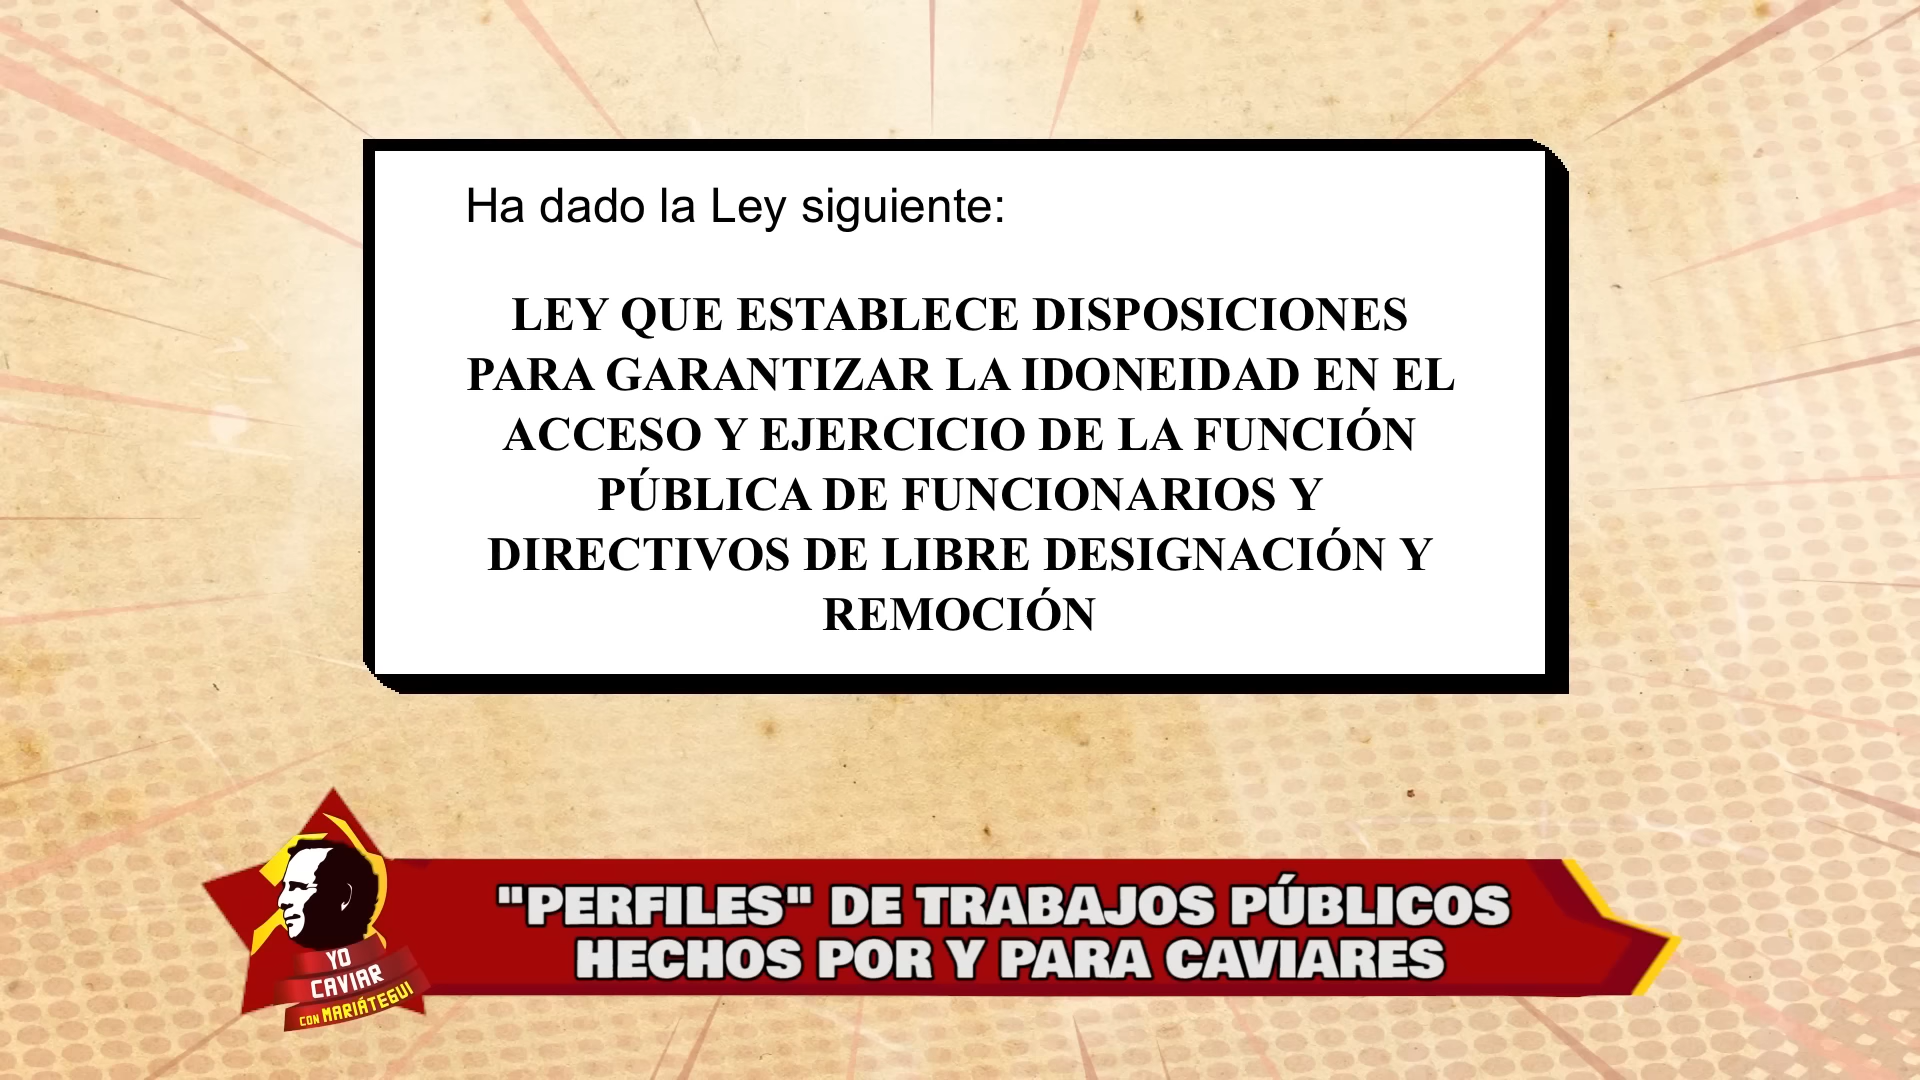 Ha dado la Ley siguiente:
LEY QUE ESTABLECE DISPOSICIONES
PARA GARANTIZAR LA IDONEIDAD EN EL
ACCESO Y EJERCICIO DE LA FUNCIÓN
PÚBLICA DE FUNCIONARIOS Y
DIRECTIVOS DE LIBRE DESIGNACIÓN Y
REMOCIÓN
"PERFILES" DE TRABAJOS PÚBLICOS
HECHOS POR Y PARA CAVIARES
YO
CAVIAR
CON MARIÁTEGUI